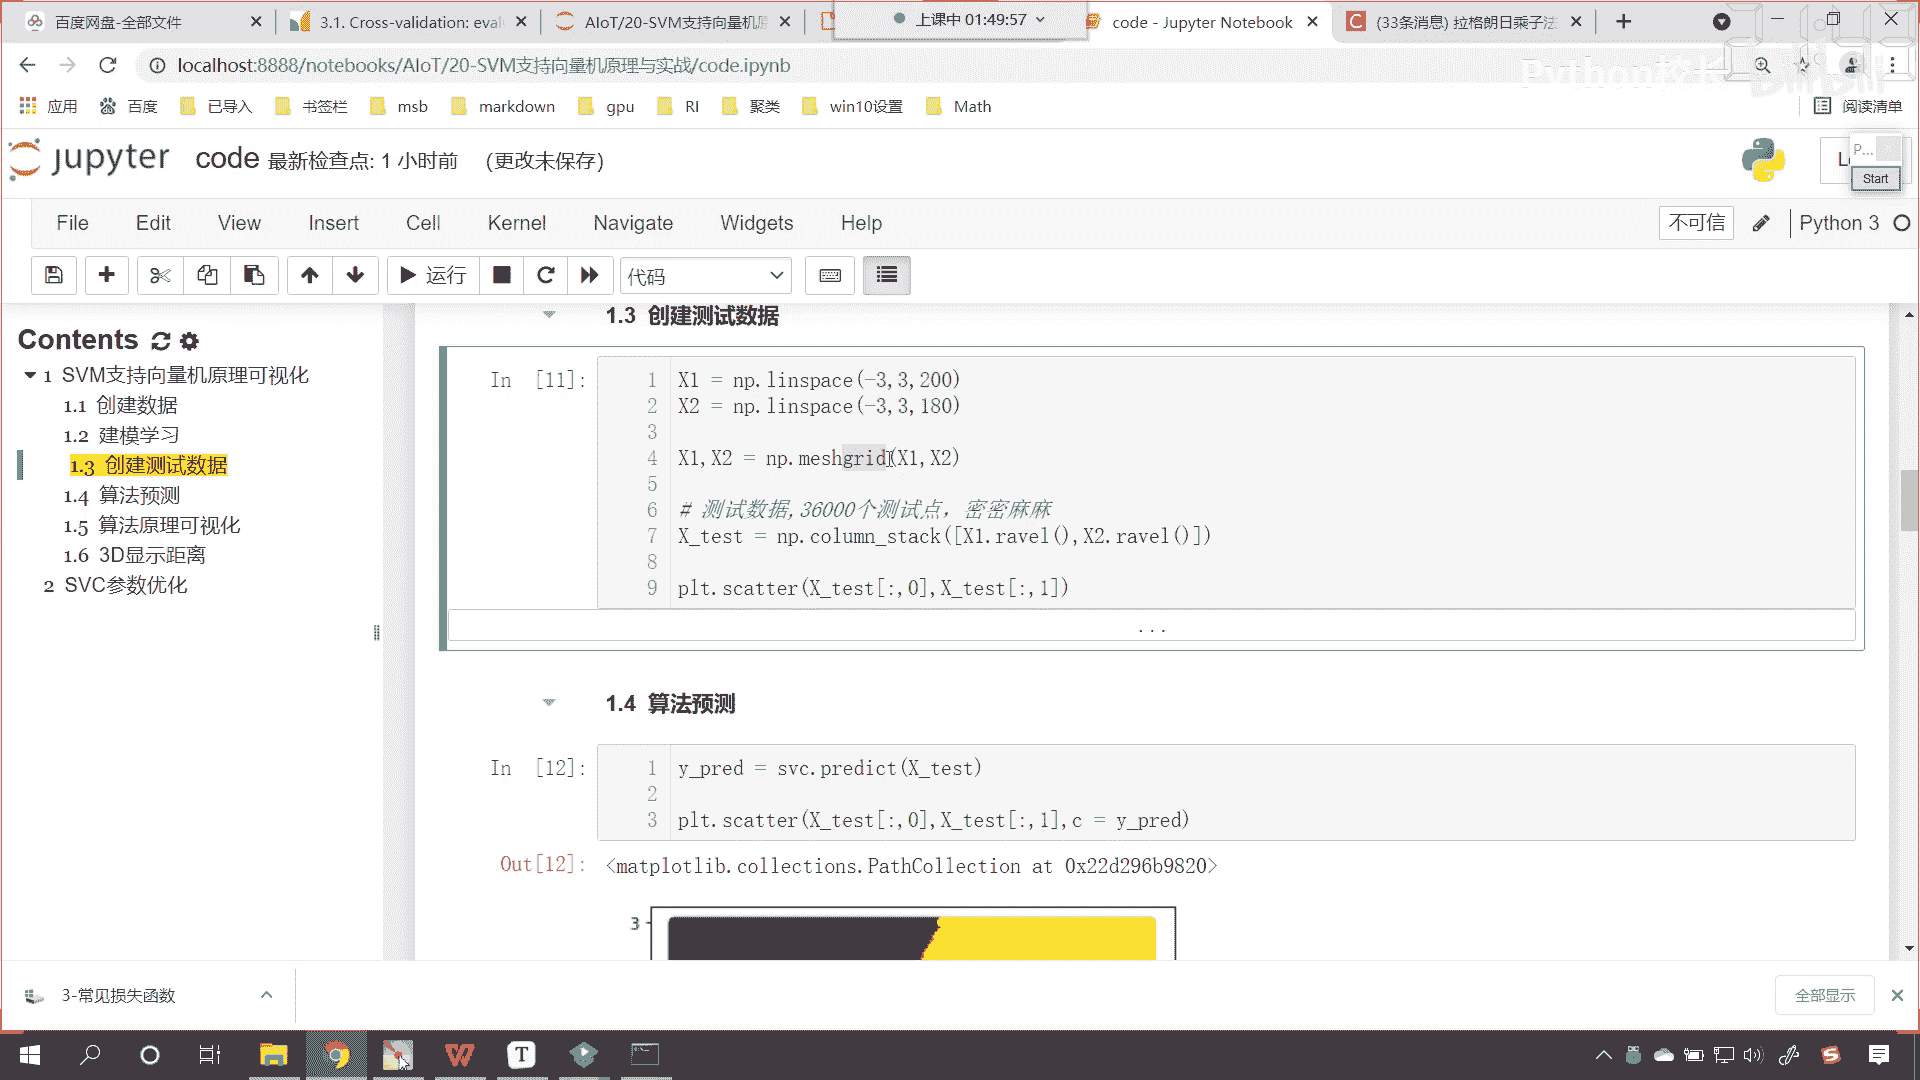 百度网盘-全部文件
3.1. Cross-validation: eval
AIoT/20-SVM支持向量机原
上课中 01:49:57
code - Jupyter Notebook
(33条消息) 拉格朗日乘子法
localhost:8888/notebooks/AIoT/20-SVM支持向量机原理与实战/code.ipynb
应用 百度 已导入 书签栏 msb markdown gpu RI 聚类 win10设置 Math 阅读清单
jupyter code 最新检查点: 1 小时前 (更改未保存)
P...
Start
File Edit View Insert Cell Kernel Navigate Widgets Help 不可信 Python 3
运行 代码
Contents
1 SVM支持向量机原理可视化
1.1 创建数据
1.2 建模学习
1.3 创建测试数据
1.4 算法预测
1.5 算法原理可视化
1.6 3D显示距离
2 SVC参数优化
1.3 创建测试数据
In [11]:
1 X1 = np.linspace(-3,3,200)
2 X2 = np.linspace(-3,3,180)
3
4 X1,X2 = np.meshgrid(X1,X2)
5
6 # 测试数据,36000个测试点，密密麻麻
7 X_test = np.column_stack([X1.ravel(),X2.ravel()])
8
9 plt.scatter(X_test[:,0],X_test[:,1])
...
1.4 算法预测
In [12]:
1 y_pred = svc.predict(X_test)
2
3 plt.scatter(X_test[:,0],X_test[:,1],c = y_pred)
Out[12]: <matplotlib.collections.PathCollection at 0x22d296b9820>
3
3-常见损失函数
全部显示